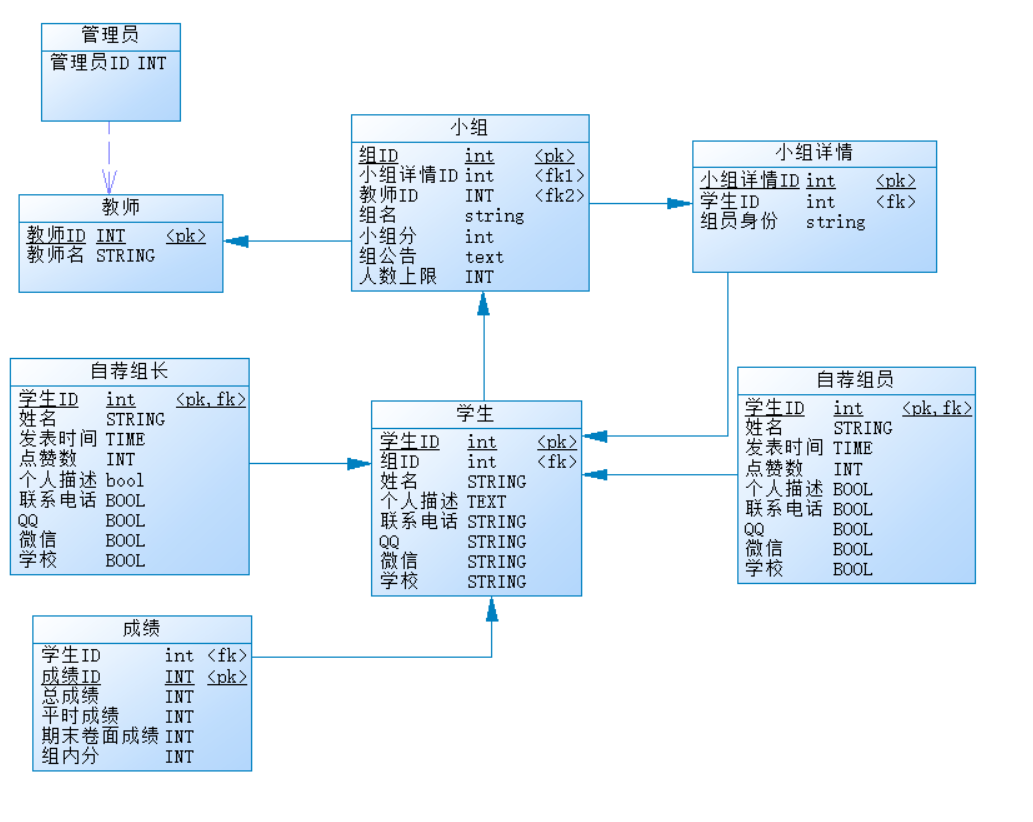 管理员
管理员ID INT
教师
教师ID INT <pk>
教师名 STRING
小组
组ID int <pk>
小组详情ID int <fk1>
教师ID INT <fk2>
组名 string
小组分 int
组公告 text
人数上限 INT
小组详情
小组详情ID int <pk>
学生ID int <fk>
组员身份 string
自荐组长
学生ID int <pk,fk>
姓名 STRING
发表时间 TIME
点赞数 INT
个人描述 bool
联系电话 BOOL
QQ BOOL
微信 BOOL
学校 BOOL
学生
学生ID int <pk>
组ID int <fk>
姓名 STRING
个人描述 TEXT
联系电话 STRING
QQ STRING
微信 STRING
学校 STRING
自荐组员
学生ID int <pk,fk>
姓名 STRING
发表时间 TIME
点赞数 INT
个人描述 BOOL
联系电话 BOOL
QQ BOOL
微信 BOOL
学校 BOOL
成绩
学生ID int <fk>
成绩ID INT <pk>
总成绩 INT
平时成绩 INT
期末卷面成绩 INT
组内分 INT